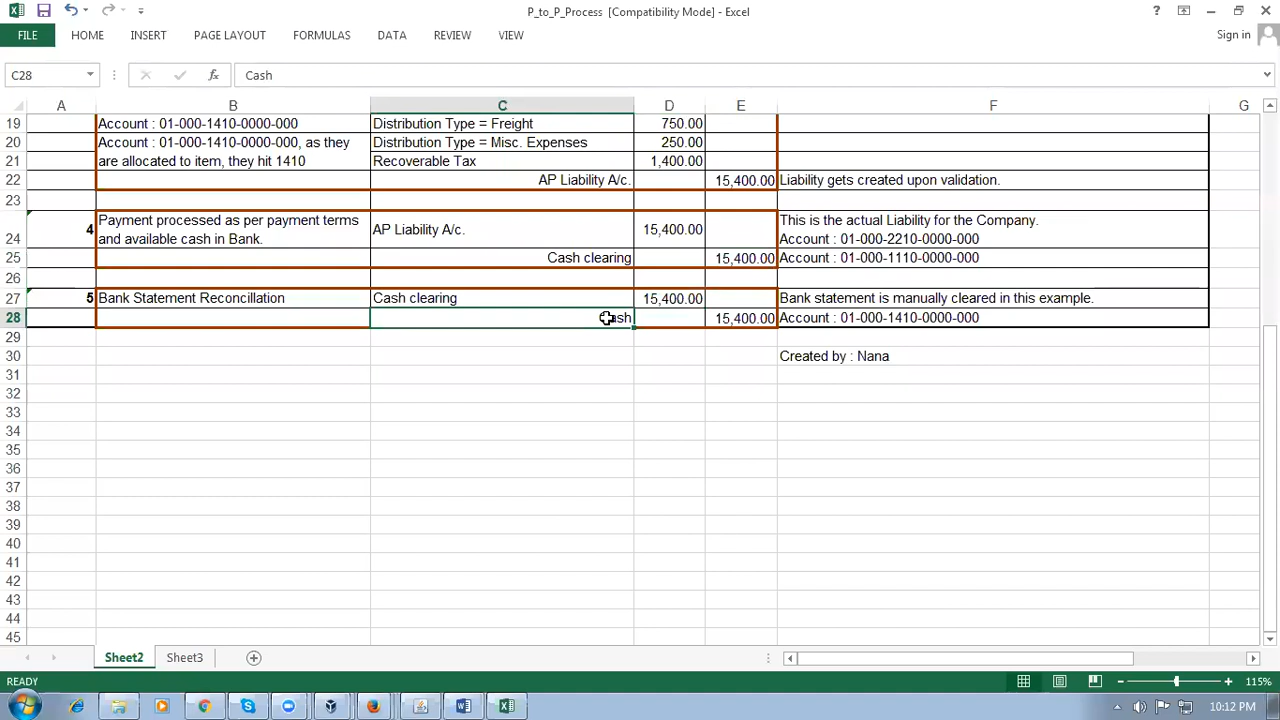 P_to_P_Process [Compatibility Mode] - Excel
?
FILE HOME INSERT PAGE LAYOUT FORMULAS DATA REVIEW VIEW Sign in
C28 fx Cash
A B C D E F G
19 Account : 01-000-1410-0000-000 Distribution Type = Freight 750.00
20 Account : 01-000-1410-0000-000, as they Distribution Type = Misc. Expenses 250.00
21 are allocated to item, they hit 1410 Recoverable Tax 1,400.00
22 AP Liability A/c. 15,400.00 Liability gets created upon validation.
23
Payment processed as per payment terms This is the actual Liability for the Company.
24 4 and available cash in Bank. AP Liability A/c. 15,400.00 Account : 01-000-2210-0000-000
25 Cash clearing 15,400.00 Account : 01-000-1110-0000-000
26
27 5 Bank Statement Reconcillation Cash clearing 15,400.00 Bank statement is manually cleared in this example.
28 Cash 15,400.00 Account : 01-000-1410-0000-000
29
30 Created by : Nana
31
32
33
34
35
36
37
38
39
40
41
42
43
44
45
Sheet2 Sheet3
READY 115%
10:12 PM